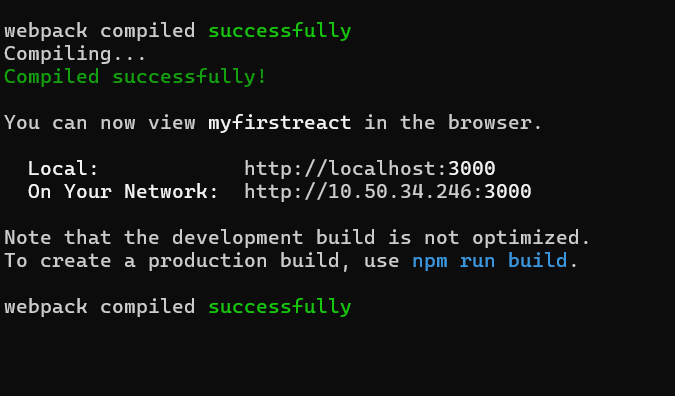 webpack compiled successfully
Compiling...
Compiled successfully!
You can now view myfirstreact in the browser.
Local: http://localhost:3000
On Your Network: http://10.50.34.246:3000
Note that the development build is not optimized.
To create a production build, use npm run build.
webpack compiled successfully